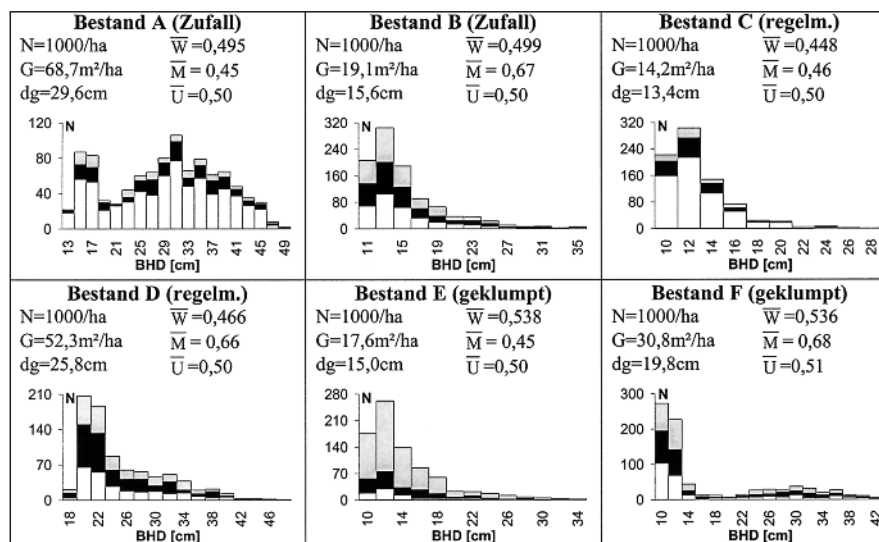 Bestand A (Zufall)
N=1000/ha W=0,495
G=68,7m²/ha M = 0,45
dg=29,6cm U=0,50
120
N
80
40
0
13 17 21 25 29 33 37 41 45 49
BHD [cm]
Bestand B (Zufall)
N=1000/ha W=0,499
G=19,1m²/ha M = 0,67
dg=15,6cm U=0,50
320
N
240
160
80
0
11 15 19 23 27 31 35
BHD [cm]
Bestand C (regelm.)
N=1000/ha W=0,448
G=14,2m²/ha M = 0,46
dg=13,4cm U=0,50
320
N
240
160
80
0
10 12 14 16 18 20 22 24 26 28
BHD [cm]
Bestand D (regelm.)
N=1000/ha W=0,466
G=52,3m²/ha M = 0,66
dg=25,8cm U=0,50
210
N
140
70
0
18 22 26 30 34 38 42 46
BHD [cm]
Bestand E (geklumpt)
N=1000/ha W=0,538
G=17,6m²/ha M = 0,45
dg=15,0cm U=0,50
280
N
210
140
70
0
10 14 18 22 26 30 34
BHD [cm]
Bestand F (geklumpt)
N=1000/ha W=0,536
G=30,8m²/ha M = 0,68
dg=19,8cm U=0,51
300
N
200
100
0
10 14 18 22 26 30 34 38 42
BHD [cm]